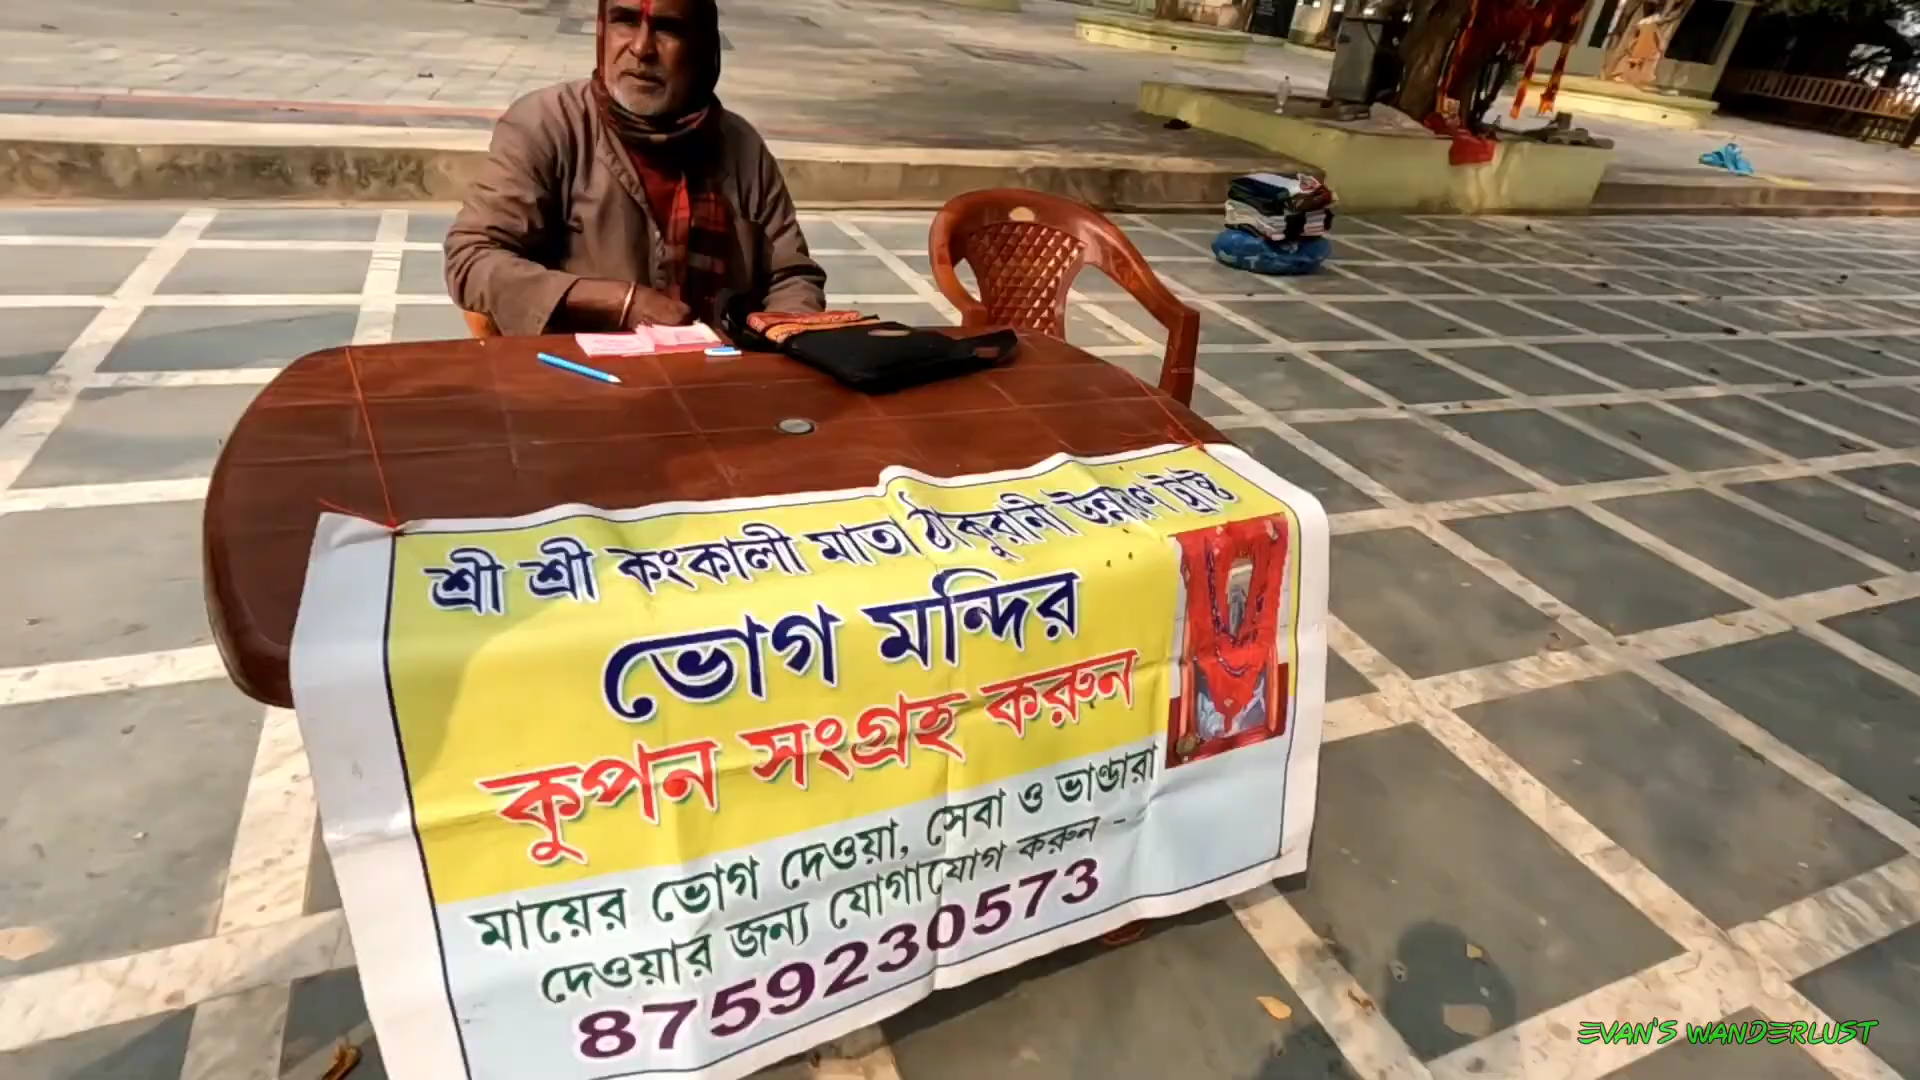 শ্রী শ্রী কংকালী মাতা ঠাকুরানী উন্নয়ণ ট্রাষ্ট
ভোগ মন্দির
কুপন সংগ্রহ করুন
মায়ের ভোগ দেওয়া, সেবা ও ভাণ্ডারা
দেওয়ার জন্য যোগাযোগ করুন -
8759230573
EVAN'S WANDERLUST